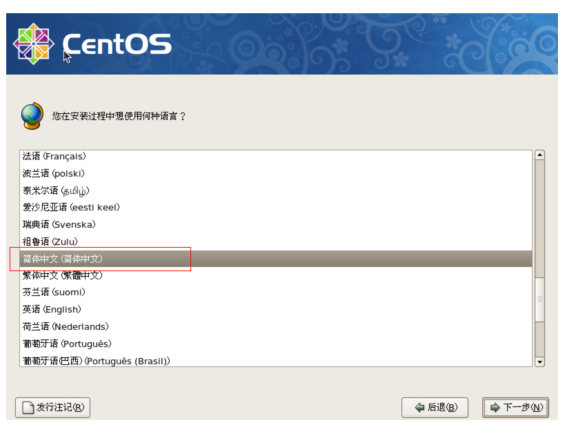 CentOS
您在安装过程中想使用何种语言？
法语 (Français)
波兰语 (polski)
泰米尔语 (தமிழ்)
爱沙尼亚语 (eesti keel)
瑞典语 (Svenska)
祖鲁语 (Zulu)
简体中文 (简体中文)
繁体中文 (繁體中文)
芬兰语 (suomi)
英语 (English)
荷兰语 (Nederlands)
葡萄牙语 (Português)
葡萄牙语(巴西) (Português (Brasil))
发行注记(R)
后退(B)
下一步(N)